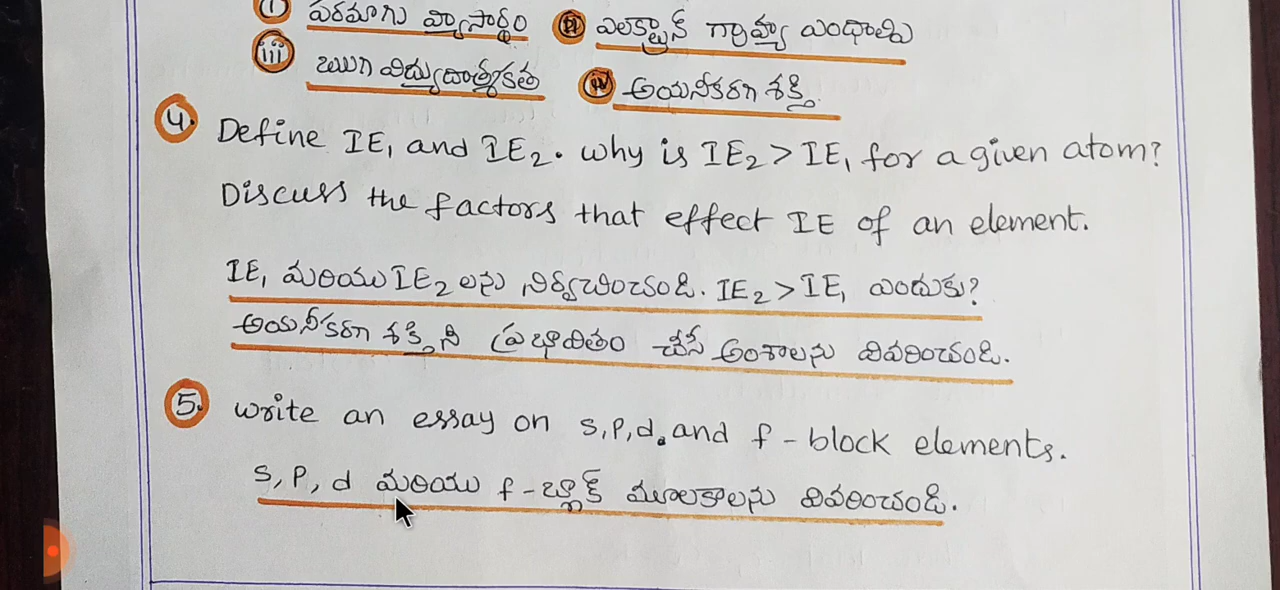 i పరమాణు వ్యాసార్థం ii ఎలక్ట్రాన్ గ్రాహ్యా ఎంథాల్పి
iii ఋణ విద్యుదాత్మకత iv అయనీకరణ శక్తి.
4. Define IE₁ and IE₂. why is IE₂ > IE₁ for a given atom?
Discuss the factors that effect IE of an element.
IE₁ మరియు IE₂ లను నిర్వచించండి. IE₂ > IE₁ ఎందుకు?
అయనీకరణ శక్తిని ప్రభావితం చేసే అంశాలను వివరించండి.
5. write an essay on s, p, d, and f - block elements.
s, p, d మరియు f - బ్లాక్ మూలకాలను వివరించండి.